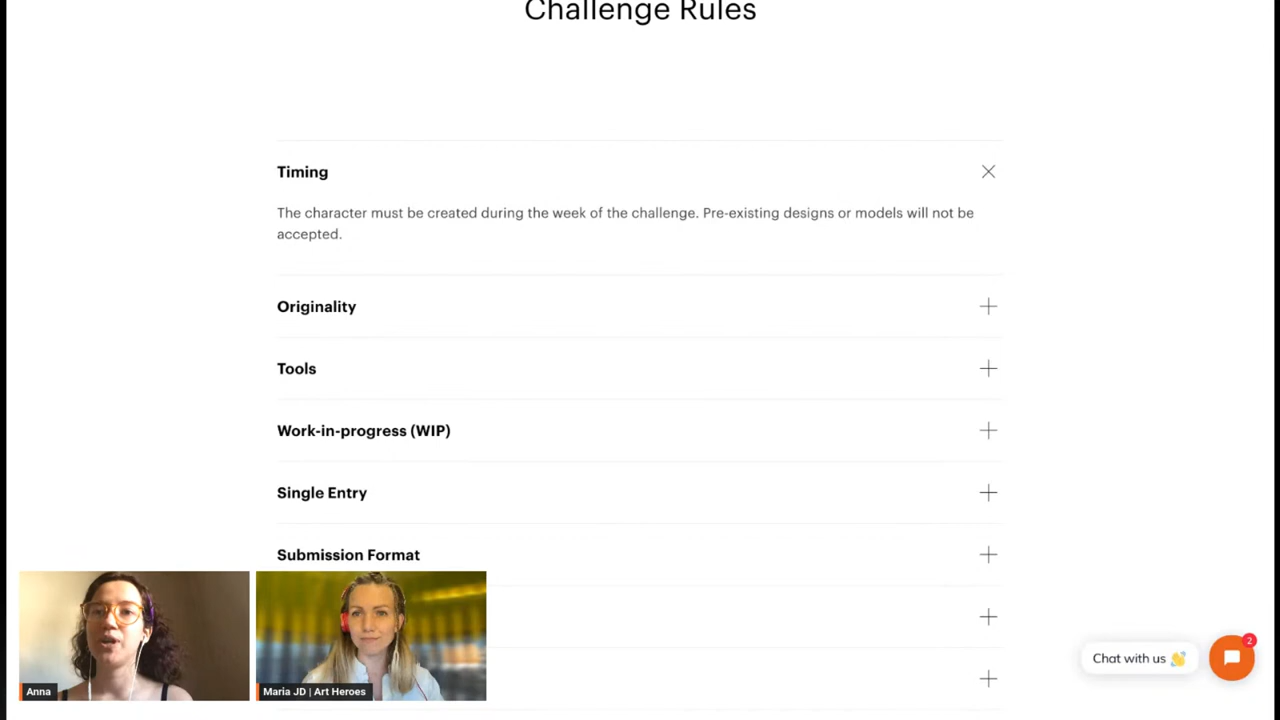 Challenge Rules
Timing
The character must be created during the week of the challenge. Pre-existing designs or models will not be
accepted.
Originality
Tools
Work-in-progress (WIP)
Single Entry
Submission Format
Chat with us 👋
2
Anna
Maria JD | Art Heroes